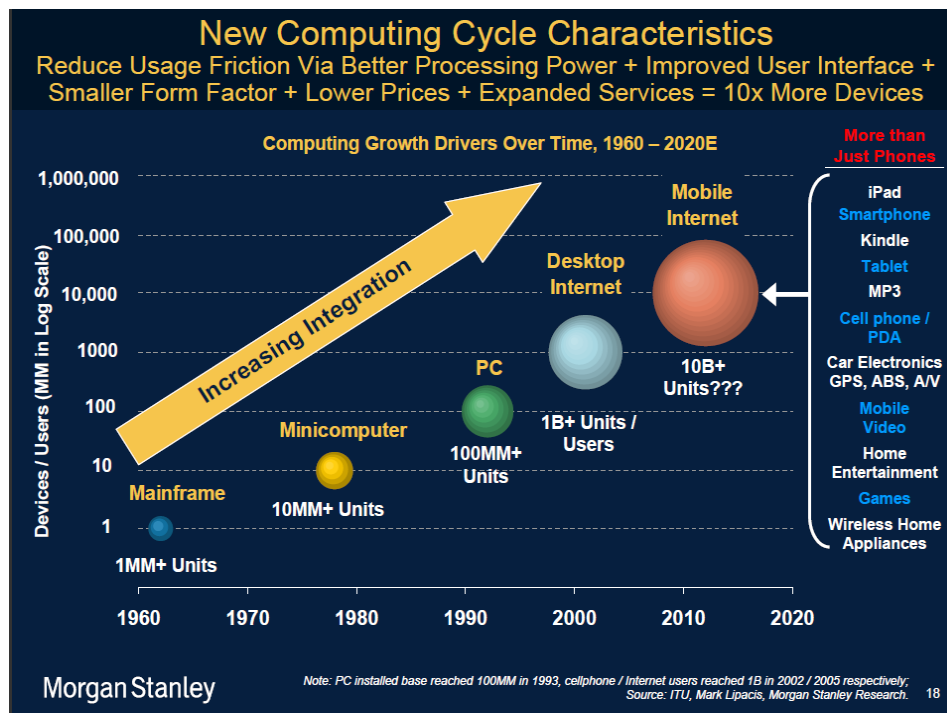 New Computing Cycle Characteristics
Reduce Usage Friction Via Better Processing Power + Improved User Interface +
Smaller Form Factor + Lower Prices + Expanded Services = 10x More Devices
Computing Growth Drivers Over Time, 1960 – 2020E
More than
Just Phones
Devices / Users (MM in Log Scale)
1,000,000
100,000
10,000
1000
100
10
1
Increasing Integration
Mainframe
1MM+ Units
Minicomputer
10MM+ Units
PC
100MM+
Units
Desktop
Internet
1B+ Units /
Users
Mobile
Internet
10B+
Units???
iPad
Smartphone
Kindle
Tablet
MP3
Cell phone /
PDA
Car Electronics
GPS, ABS, A/V
Mobile
Video
Home
Entertainment
Games
Wireless Home
Appliances
1960
1970
1980
1990
2000
2010
2020
Morgan Stanley
Note: PC installed base reached 100MM in 1993, cellphone / Internet users reached 1B in 2002 / 2005 respectively;
Source: ITU, Mark Lipacis, Morgan Stanley Research.
18